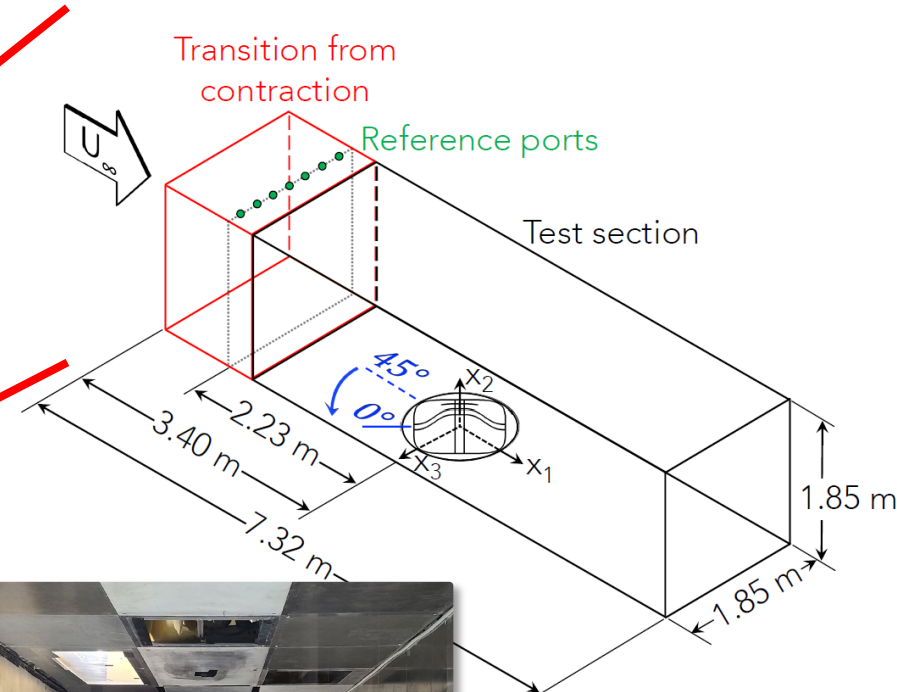 Transition from
contraction
U∞
Reference ports
Test section
45°
0°
x2
x1
x3
2.23 m
3.40 m
7.32 m
1.85 m
1.85 m